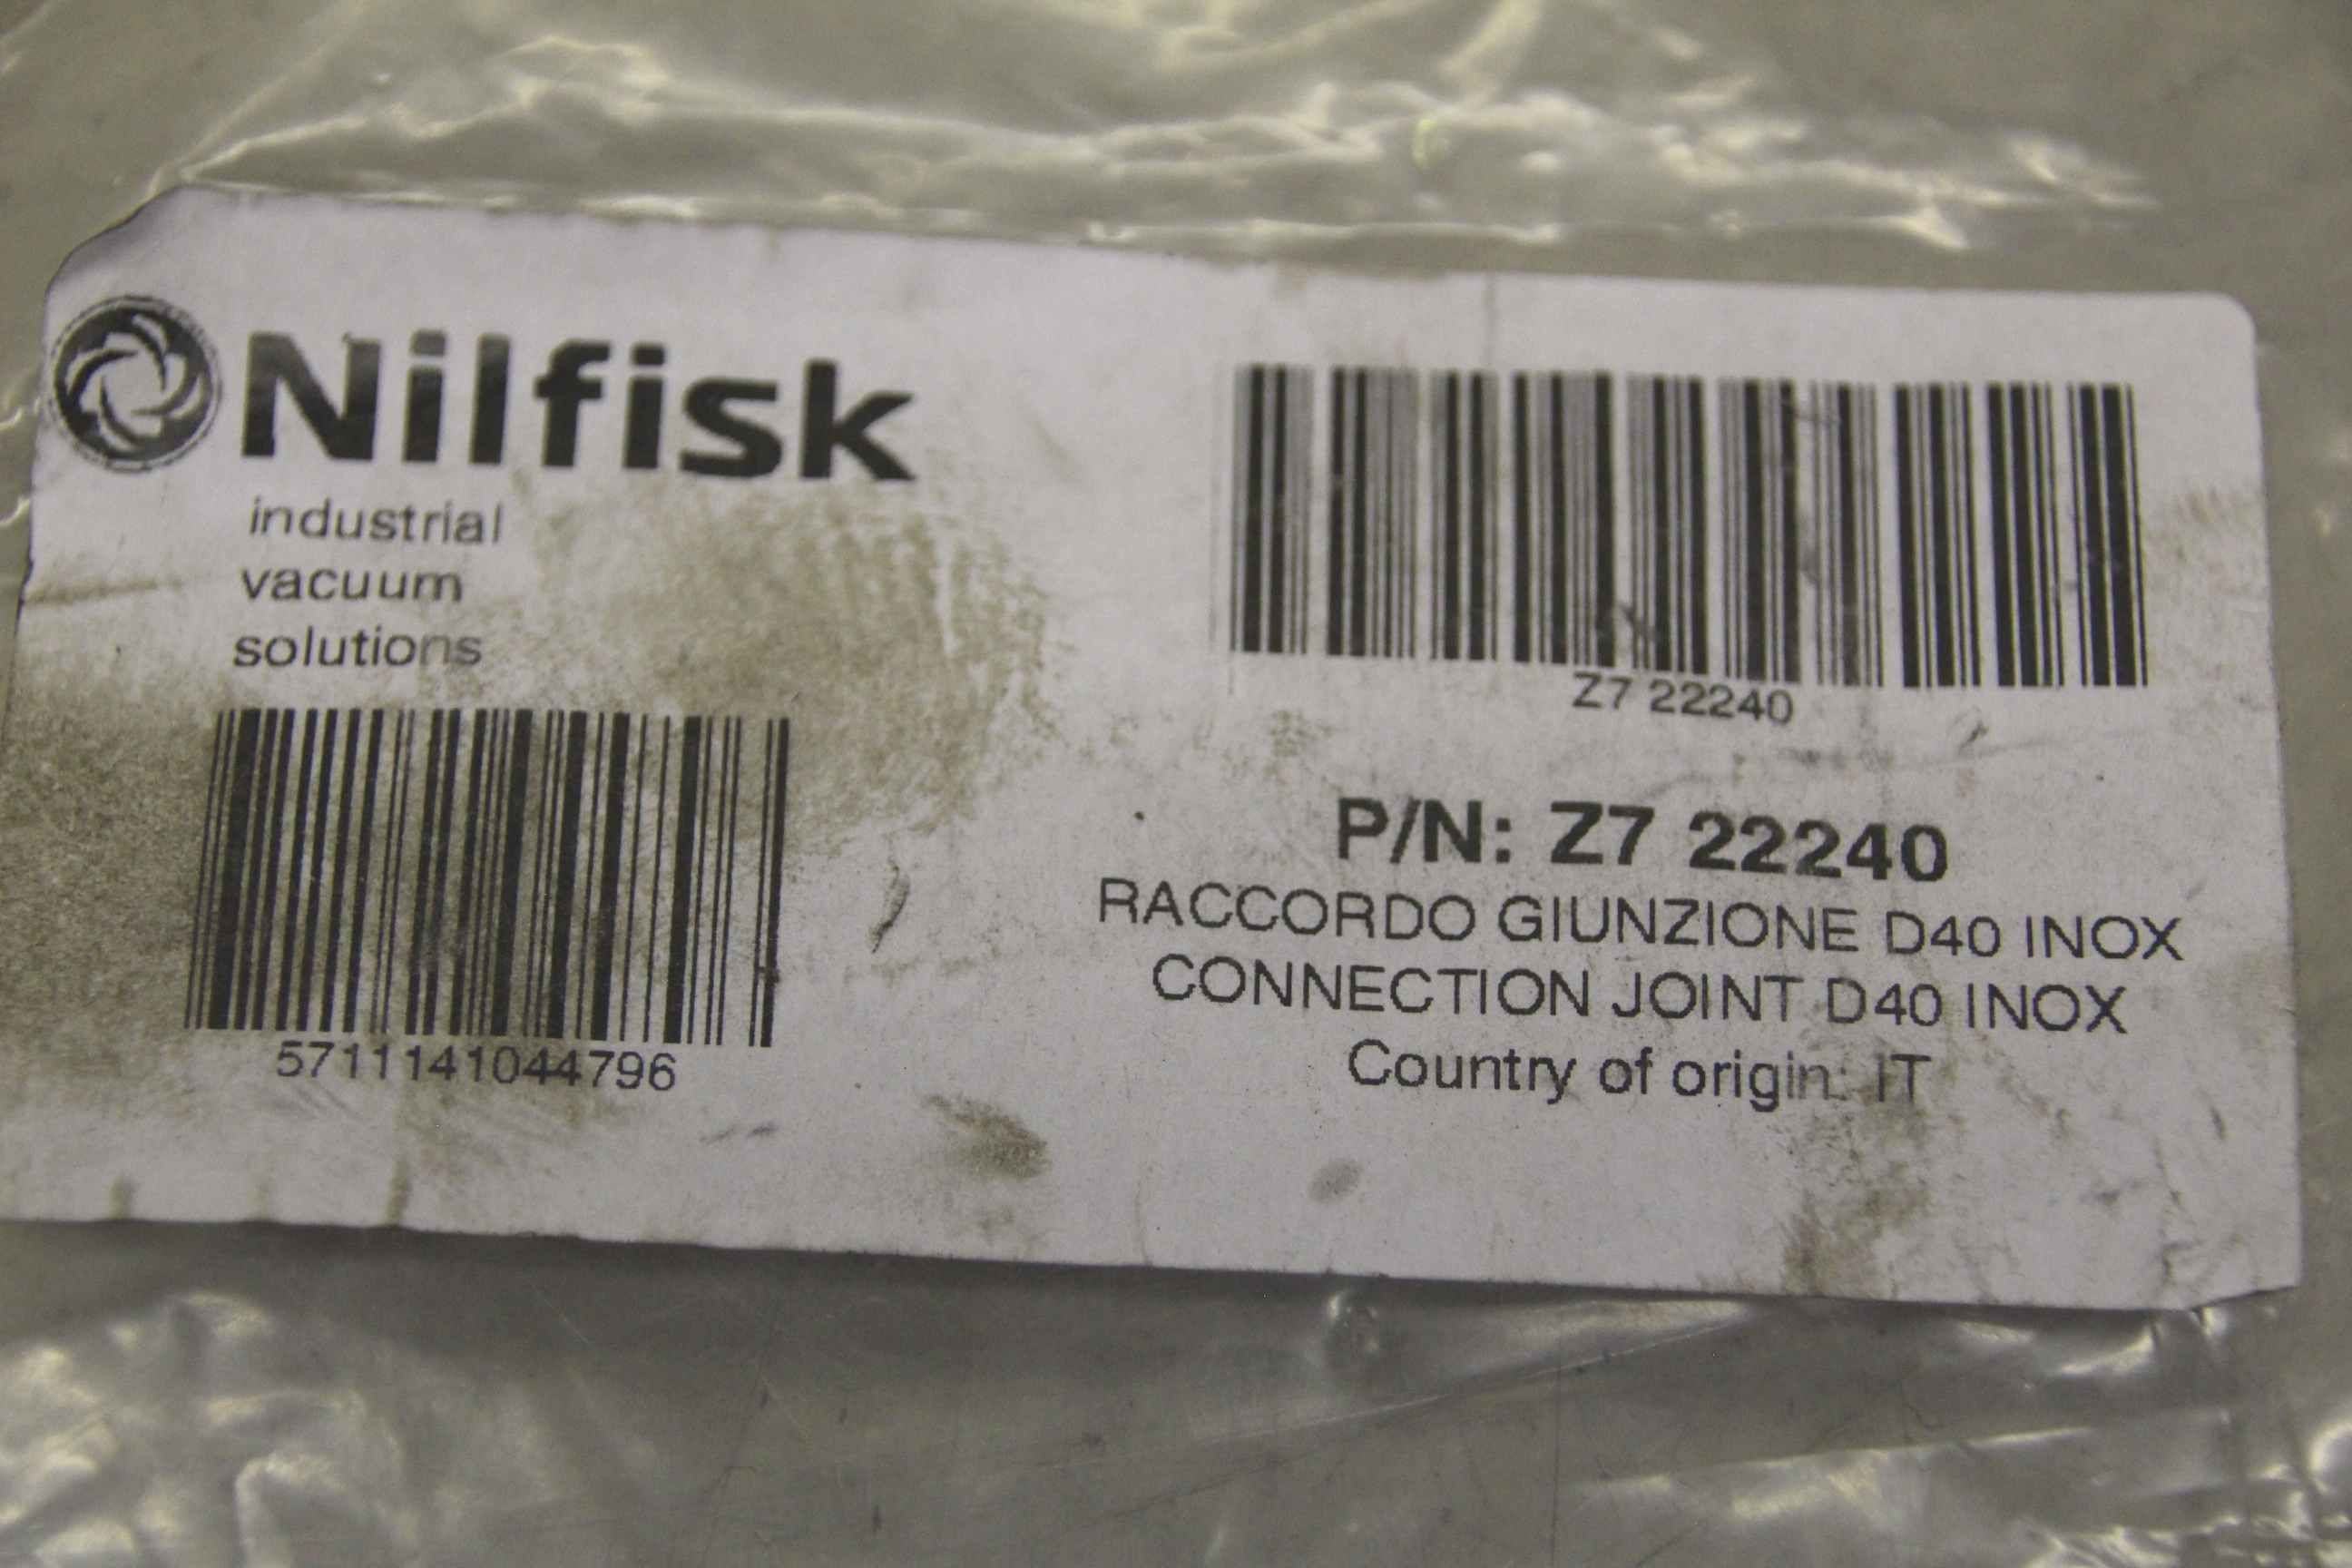 Nilfisk
industrial
vacuum
solutions
5711141044796
Z7 22240
P/N: Z7 22240
RACCORDO GIUNZIONE D40 INOX
CONNECTION JOINT D40 INOX
Country of origin: IT